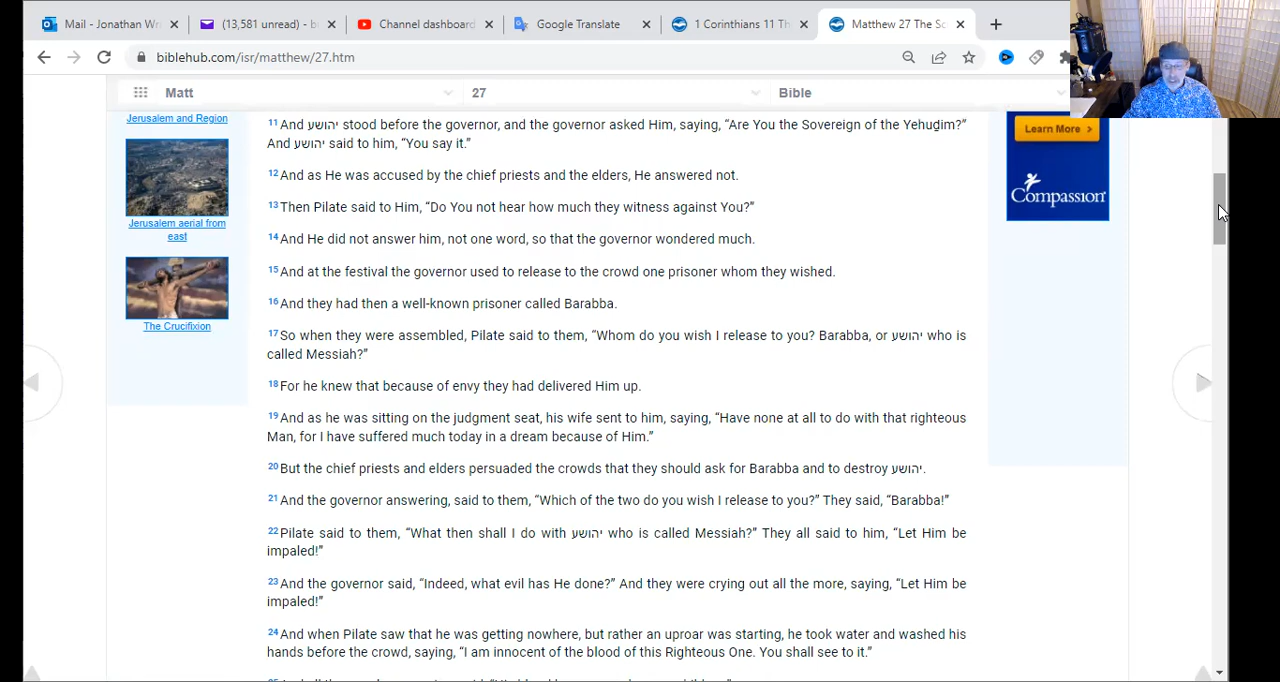 Mail - Jonathan Wr
(13,581 unread) - b
Channel dashboard
Google Translate
1 Corinthians 11 Th
Matthew 27 The Sc
biblehub.com/isr/matthew/27.htm
Matt
27
Bible
Jerusalem and Region
Jerusalem aerial from
east
The Crucifixion
11 And יהושע stood before the governor, and the governor asked Him, saying, “Are You the Sovereign of the Yehuḏim?”
And יהושע said to him, “You say it.”
12 And as He was accused by the chief priests and the elders, He answered not.
13 Then Pilate said to Him, “Do You not hear how much they witness against You?”
14 And He did not answer him, not one word, so that the governor wondered much.
15 And at the festival the governor used to release to the crowd one prisoner whom they wished.
16 And they had then a well-known prisoner called Barabba.
17 So when they were assembled, Pilate said to them, “Whom do you wish I release to you? Barabba, or יהושע who is
called Messiah?”
18 For he knew that because of envy they had delivered Him up.
19 And as he was sitting on the judgment seat, his wife sent to him, saying, “Have none at all to do with that righteous
Man, for I have suffered much today in a dream because of Him.”
20 But the chief priests and elders persuaded the crowds that they should ask for Barabba and to destroy יהושע.
21 And the governor answering, said to them, “Which of the two do you wish I release to you?” They said, “Barabba!”
22 Pilate said to them, “What then shall I do with יהושע who is called Messiah?” They all said to him, “Let Him be
impaled!”
23 And the governor said, “Indeed, what evil has He done?” And they were crying out all the more, saying, “Let Him be
impaled!”
24 And when Pilate saw that he was getting nowhere, but rather an uproar was starting, he took water and washed his
hands before the crowd, saying, “I am innocent of the blood of this Righteous One. You shall see to it.”
Learn More >
Compassion